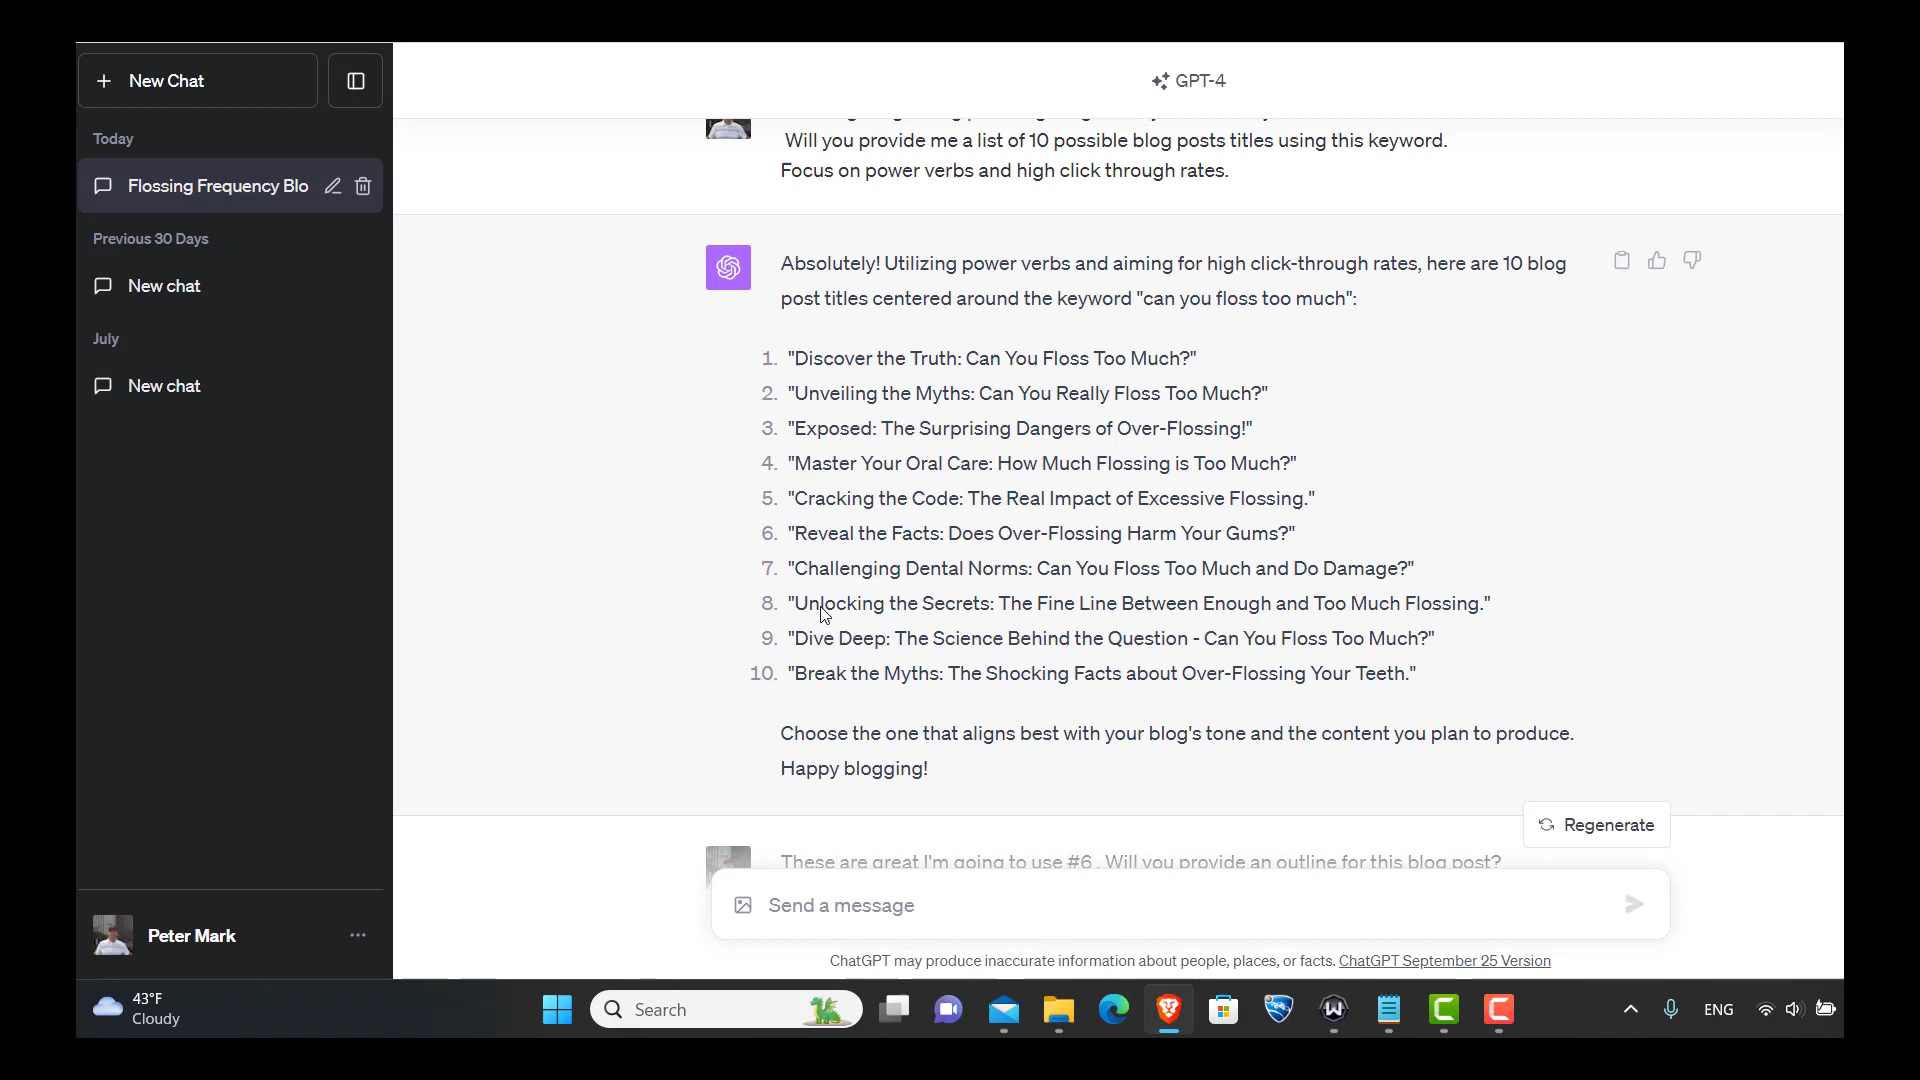 New Chat
GPT-4
Today
Flossing Frequency Blo
Previous 30 Days
New chat
July
New chat
Will you provide me a list of 10 possible blog posts titles using this keyword.
Focus on power verbs and high click through rates.
Absolutely! Utilizing power verbs and aiming for high click-through rates, here are 10 blog
post titles centered around the keyword "can you floss too much":
1. "Discover the Truth: Can You Floss Too Much?"
2. "Unveiling the Myths: Can You Really Floss Too Much?"
3. "Exposed: The Surprising Dangers of Over-Flossing!"
4. "Master Your Oral Care: How Much Flossing is Too Much?"
5. "Cracking the Code: The Real Impact of Excessive Flossing."
6. "Reveal the Facts: Does Over-Flossing Harm Your Gums?"
7. "Challenging Dental Norms: Can You Floss Too Much and Do Damage?"
8. "Unlocking the Secrets: The Fine Line Between Enough and Too Much Flossing."
9. "Dive Deep: The Science Behind the Question - Can You Floss Too Much?"
10. "Break the Myths: The Shocking Facts about Over-Flossing Your Teeth."
Choose the one that aligns best with your blog's tone and the content you plan to produce.
Happy blogging!
Regenerate
These are great I'm going to use #6 . Will you provide an outline for this blog post?
Send a message
Peter Mark
ChatGPT may produce inaccurate information about people, places, or facts. ChatGPT September 25 Version
43°F
Cloudy
Search
ENG